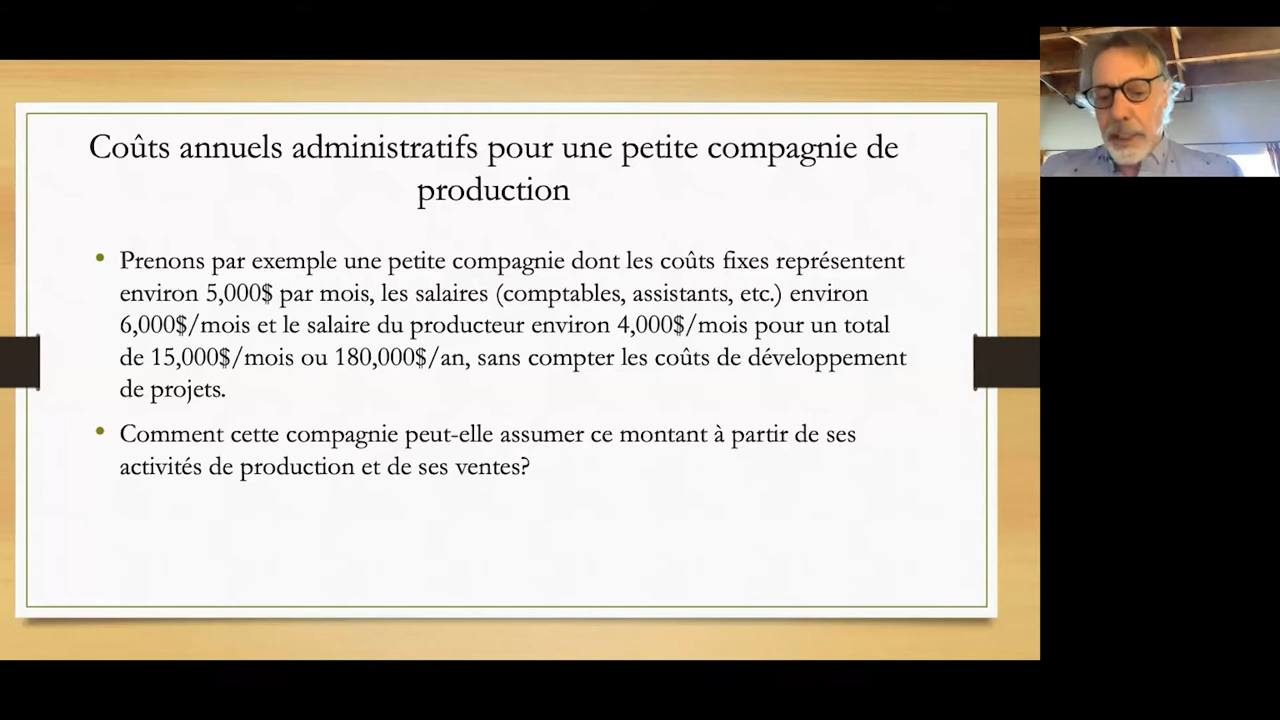 Coûts annuels administratifs pour une petite compagnie de
production
• Prenons par exemple une petite compagnie dont les coûts fixes représentent
environ 5,000$ par mois, les salaires (comptables, assistants, etc.) environ
6,000$/mois et le salaire du producteur environ 4,000$/mois pour un total
de 15,000$/mois ou 180,000$/an, sans compter les coûts de développement
de projets.
• Comment cette compagnie peut-elle assumer ce montant à partir de ses
activités de production et de ses ventes?